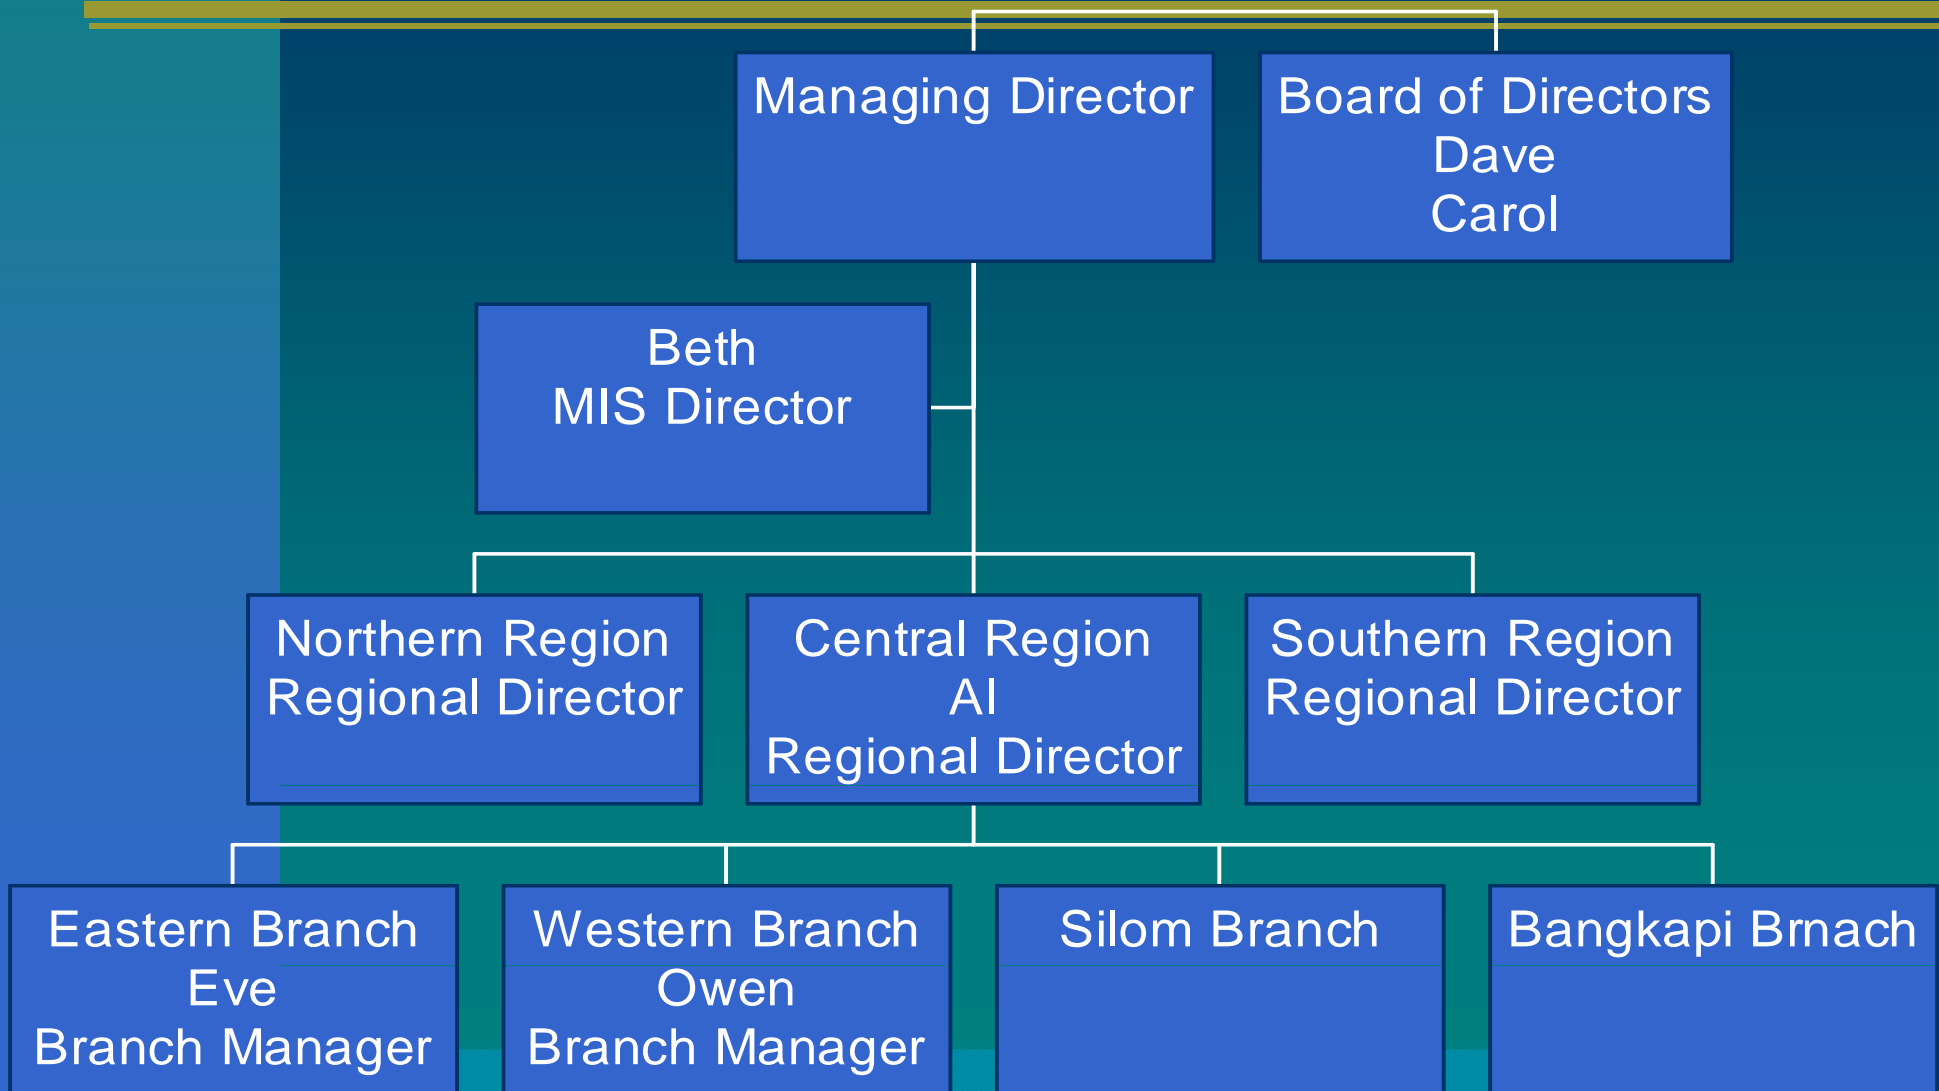 Managing Director
Board of Directors
Dave
Carol
Beth
MIS Director
Northern Region
Regional Director
Central Region
Al
Regional Director
Southern Region
Regional Director
Eastern Branch
Eve
Branch Manager
Western Branch
Owen
Branch Manager
Silom Branch
Bangkapi Brnach